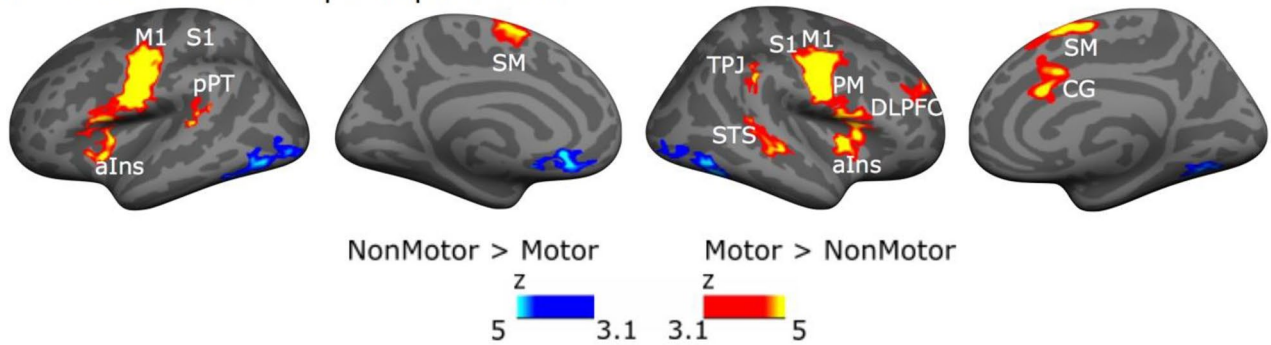 M1 S1
pPT
aIns
SM
S1 M1
TPJ
PM
DLPFC
STS
aIns
SM
CG
NonMotor > Motor
Motor > NonMotor
z
z
5 3.1
3.1 5